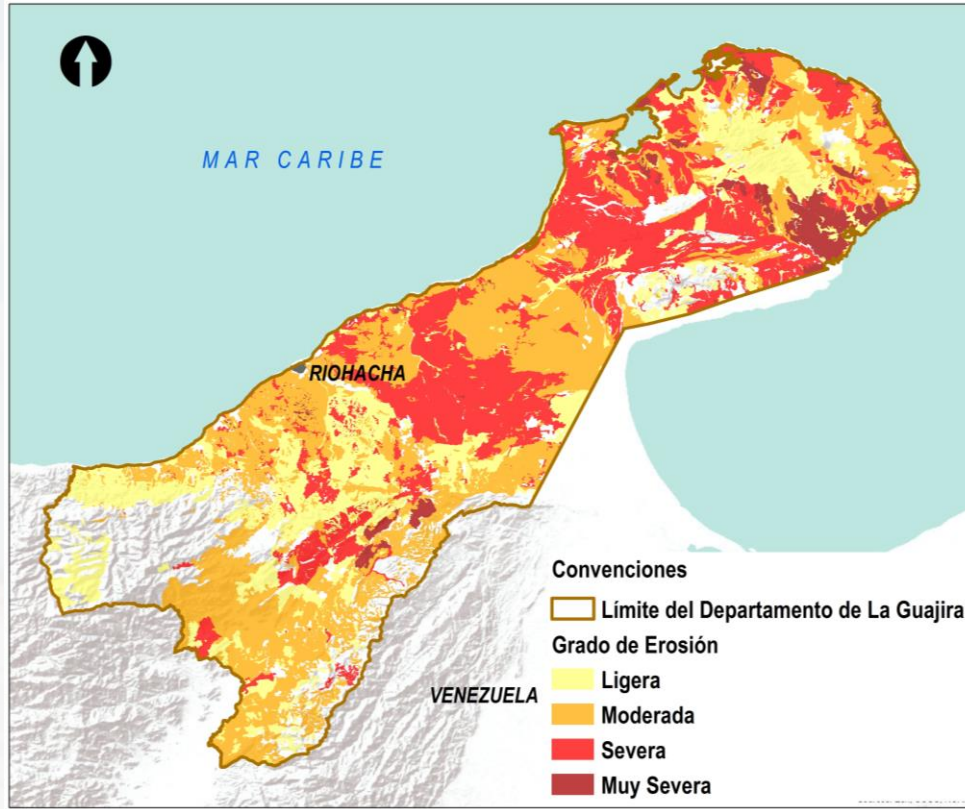 MAR CARIBE
RIOHACHA
VENEZUELA
Convenciones
Límite del Departamento de La Guajira
Grado de Erosión
Ligera
Moderada
Severa
Muy Severa